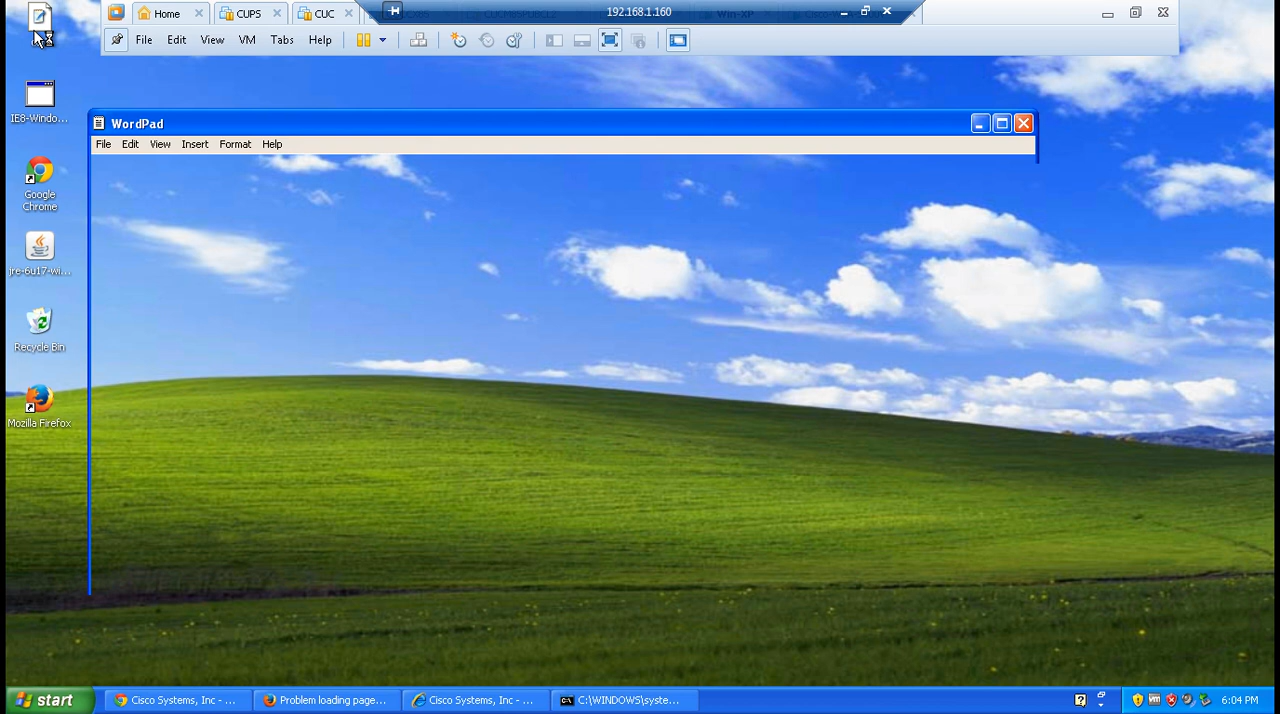 192.168.1.160
Home
CUPS
CUC
Win-XP
File Edit View VM Tabs Help
WordPad
File Edit View Insert Format Help
IE8-Windo...
Google
Chrome
jre-6u17-wi...
Recycle Bin
Mozilla Firefox
start
Cisco Systems, Inc - ...
Problem loading page...
Cisco Systems, Inc - ...
C:\WINDOWS\syste...
6:04 PM